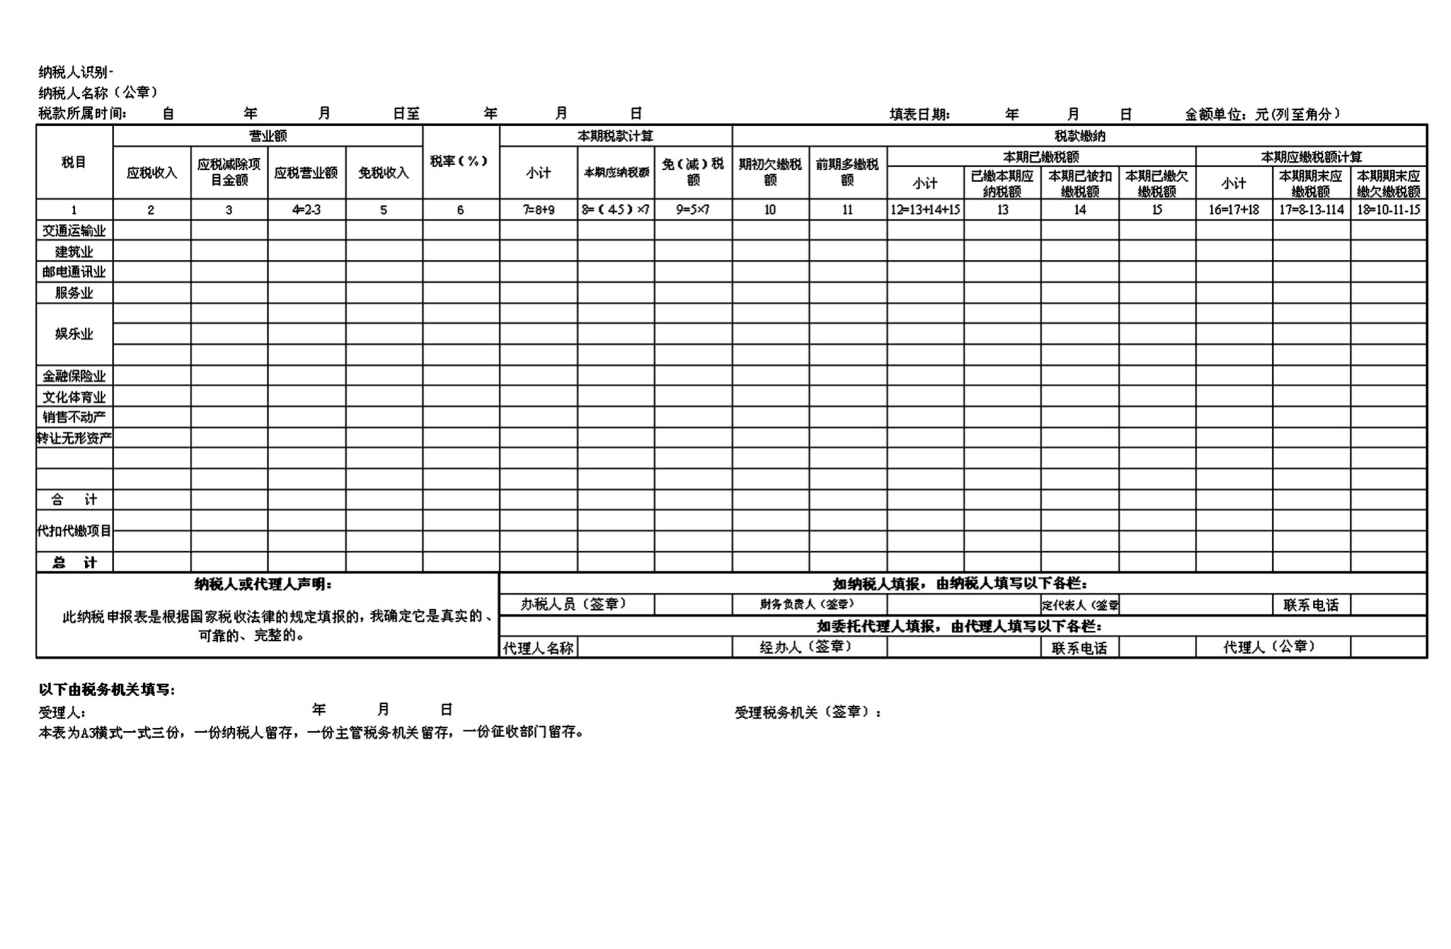 纳税人识别-
纳税人名称（公章）
税款所属时间： 自 年 月 日至 年 月 日 填表日期： 年 月 日 金额单位：元(列至角分）
税目 营业额 税率(％) 本期税款计算 税款缴纳
应税收入 应税减除项目金额 应税营业额 免税收入 小计 本期应纳税额 免（减）税额 期初欠缴税额 前期多缴税额 本期已缴税额 本期应缴税额计算
小计 已缴本期应纳税额 本期已被扣缴税额 本期已缴欠缴税额 小计 本期期末应缴税额 本期期末应缴欠缴税额
1 2 3 4=2-3 5 6 7=8+9 8=（4-5）×7 9=5×7 10 11 12=13+14+15 13 14 15 16=17+18 17=8-13-114 18=10-11-15
交通运输业
建筑业
邮电通讯业
服务业
娱乐业
金融保险业
文化体育业
销售不动产
转让无形资产
合 计
代扣代缴项目
总 计
纳税人或代理人声明：
此纳税申报表是根据国家税收法律的规定填报的，我确定它是真实的、
可靠的、完整的。
如纳税人填报，由纳税人填写以下各栏：
办税人员（签章） 财务负责人（签章） 定代表人（签章 联系电话
如委托代理人填报，由代理人填写以下各栏：
代理人名称 经办人（签章） 联系电话 代理人（公章）
以下由税务机关填写：
受理人： 年 月 日 受理税务机关（签章）：
本表为A3横式一式三份，一份纳税人留存，一份主管税务机关留存，一份征收部门留存。